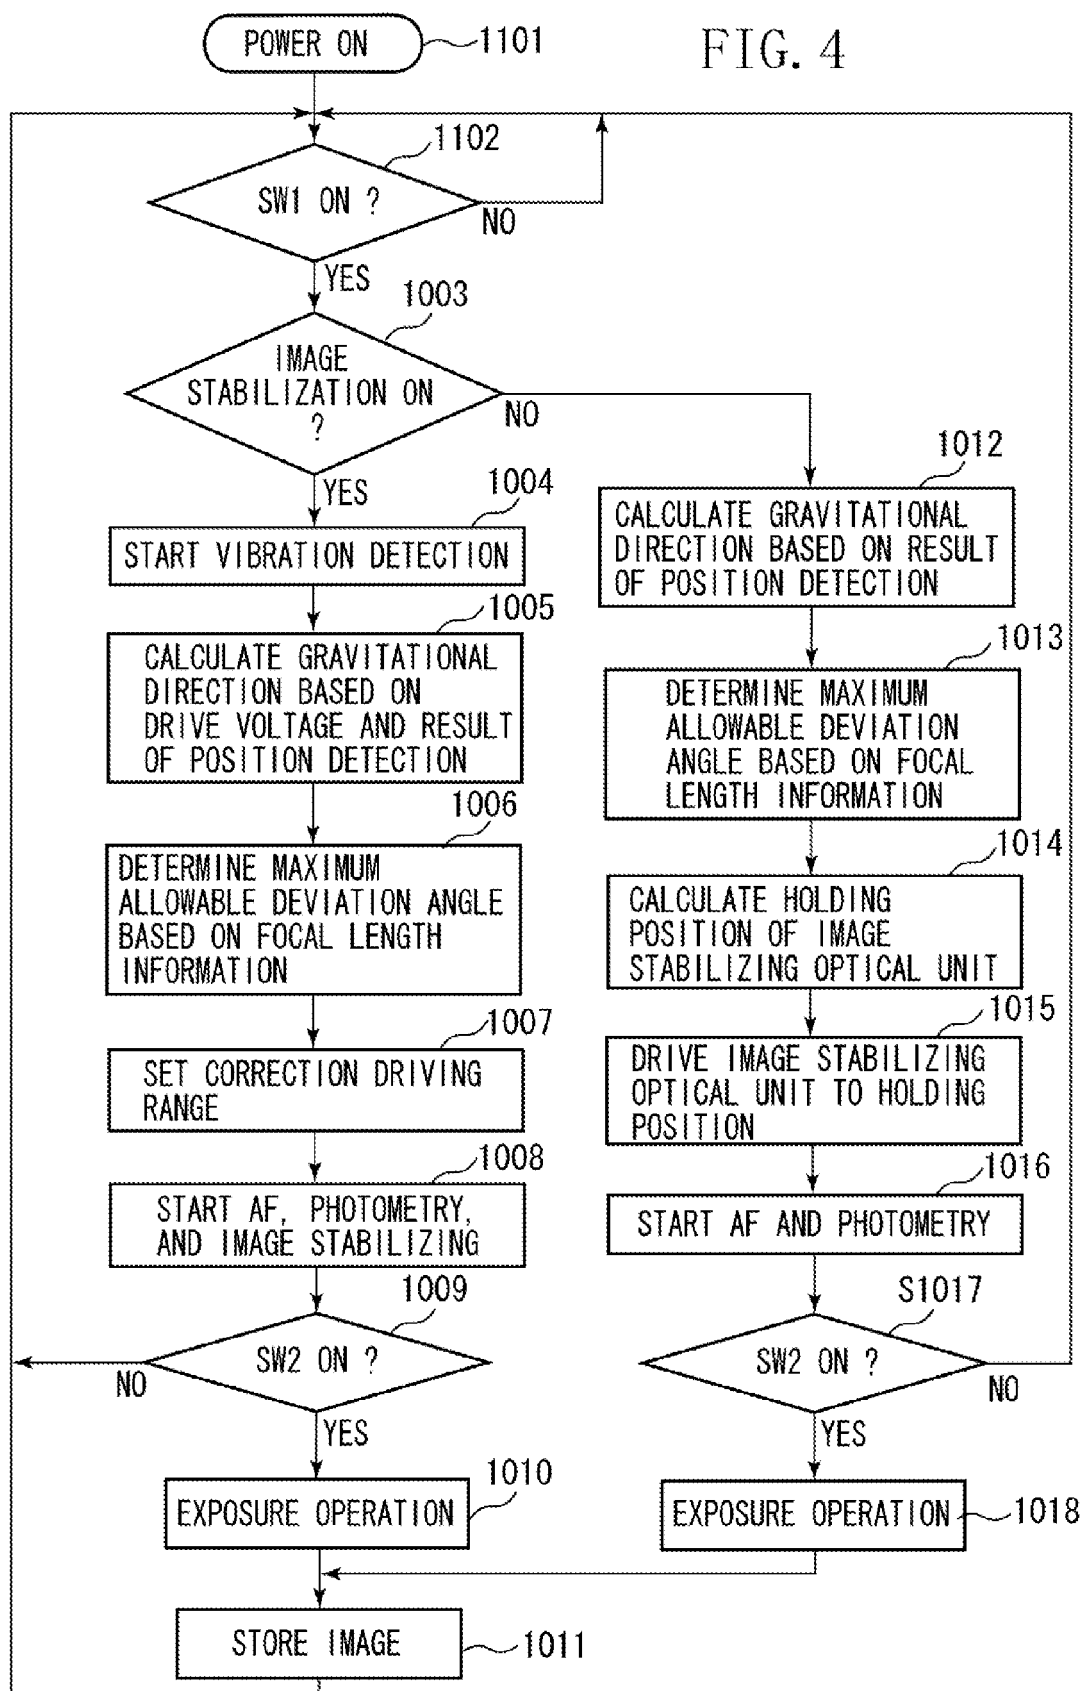 FIG. 4
POWER ON
1101
1102
SW1 ON ?
NO
YES
1003
IMAGE
STABILIZATION ON
?
NO
YES
1004
START VIBRATION DETECTION
1005
CALCULATE GRAVITATIONAL
DIRECTION BASED ON
DRIVE VOLTAGE AND RESULT
OF POSITION DETECTION
1006
DETERMINE MAXIMUM
ALLOWABLE DEVIATION ANGLE
BASED ON FOCAL LENGTH
INFORMATION
1007
SET CORRECTION DRIVING
RANGE
1008
START AF, PHOTOMETRY,
AND IMAGE STABILIZING
1009
SW2 ON ?
NO
YES
1010
EXPOSURE OPERATION
1012
CALCULATE GRAVITATIONAL
DIRECTION BASED ON RESULT
OF POSITION DETECTION
1013
DETERMINE MAXIMUM
ALLOWABLE DEVIATION
ANGLE BASED ON FOCAL
LENGTH INFORMATION
1014
CALCULATE HOLDING
POSITION OF IMAGE
STABILIZING OPTICAL UNIT
1015
DRIVE IMAGE STABILIZING
OPTICAL UNIT TO HOLDING
POSITION
1016
START AF AND PHOTOMETRY
S1017
SW2 ON ?
NO
YES
EXPOSURE OPERATION
1018
STORE IMAGE
1011